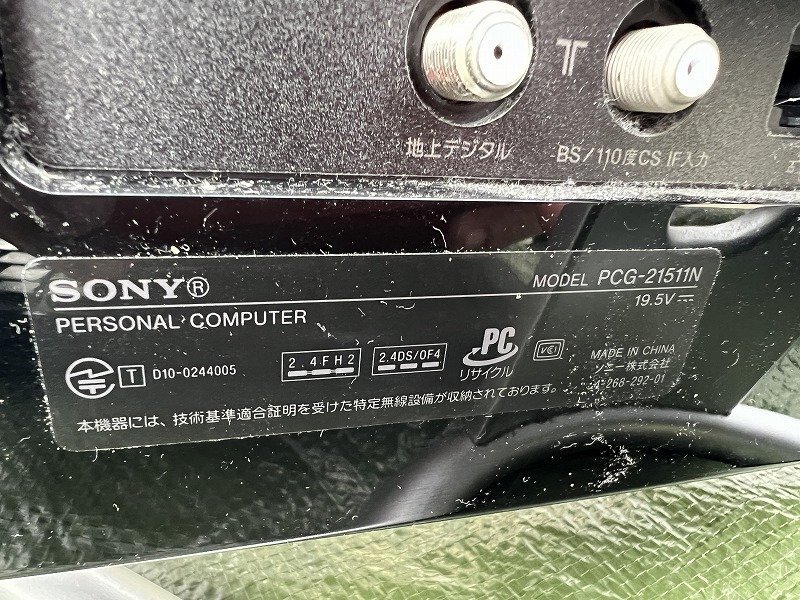 地上デジタル
BS/110度CS IF入力
SONY®
MODEL PCG-21511N
19.5V
PERSONAL COMPUTER
T D10-0244005
2.4FH2
2.4DS/OF4
PC
リサイクル
VCI
MADE IN CHINA
ソニー株式会社
4-268-292-01
本機器には、技術基準適合証明を受けた特定無線設備が収納されております。